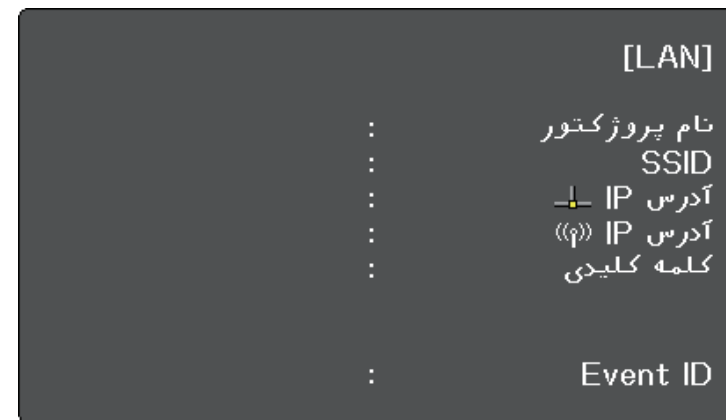 [LAN]
نام پروژکتور :
SSID :
آدرس IP :
آدرس IP :
کلمه کلیدی :
Event ID :